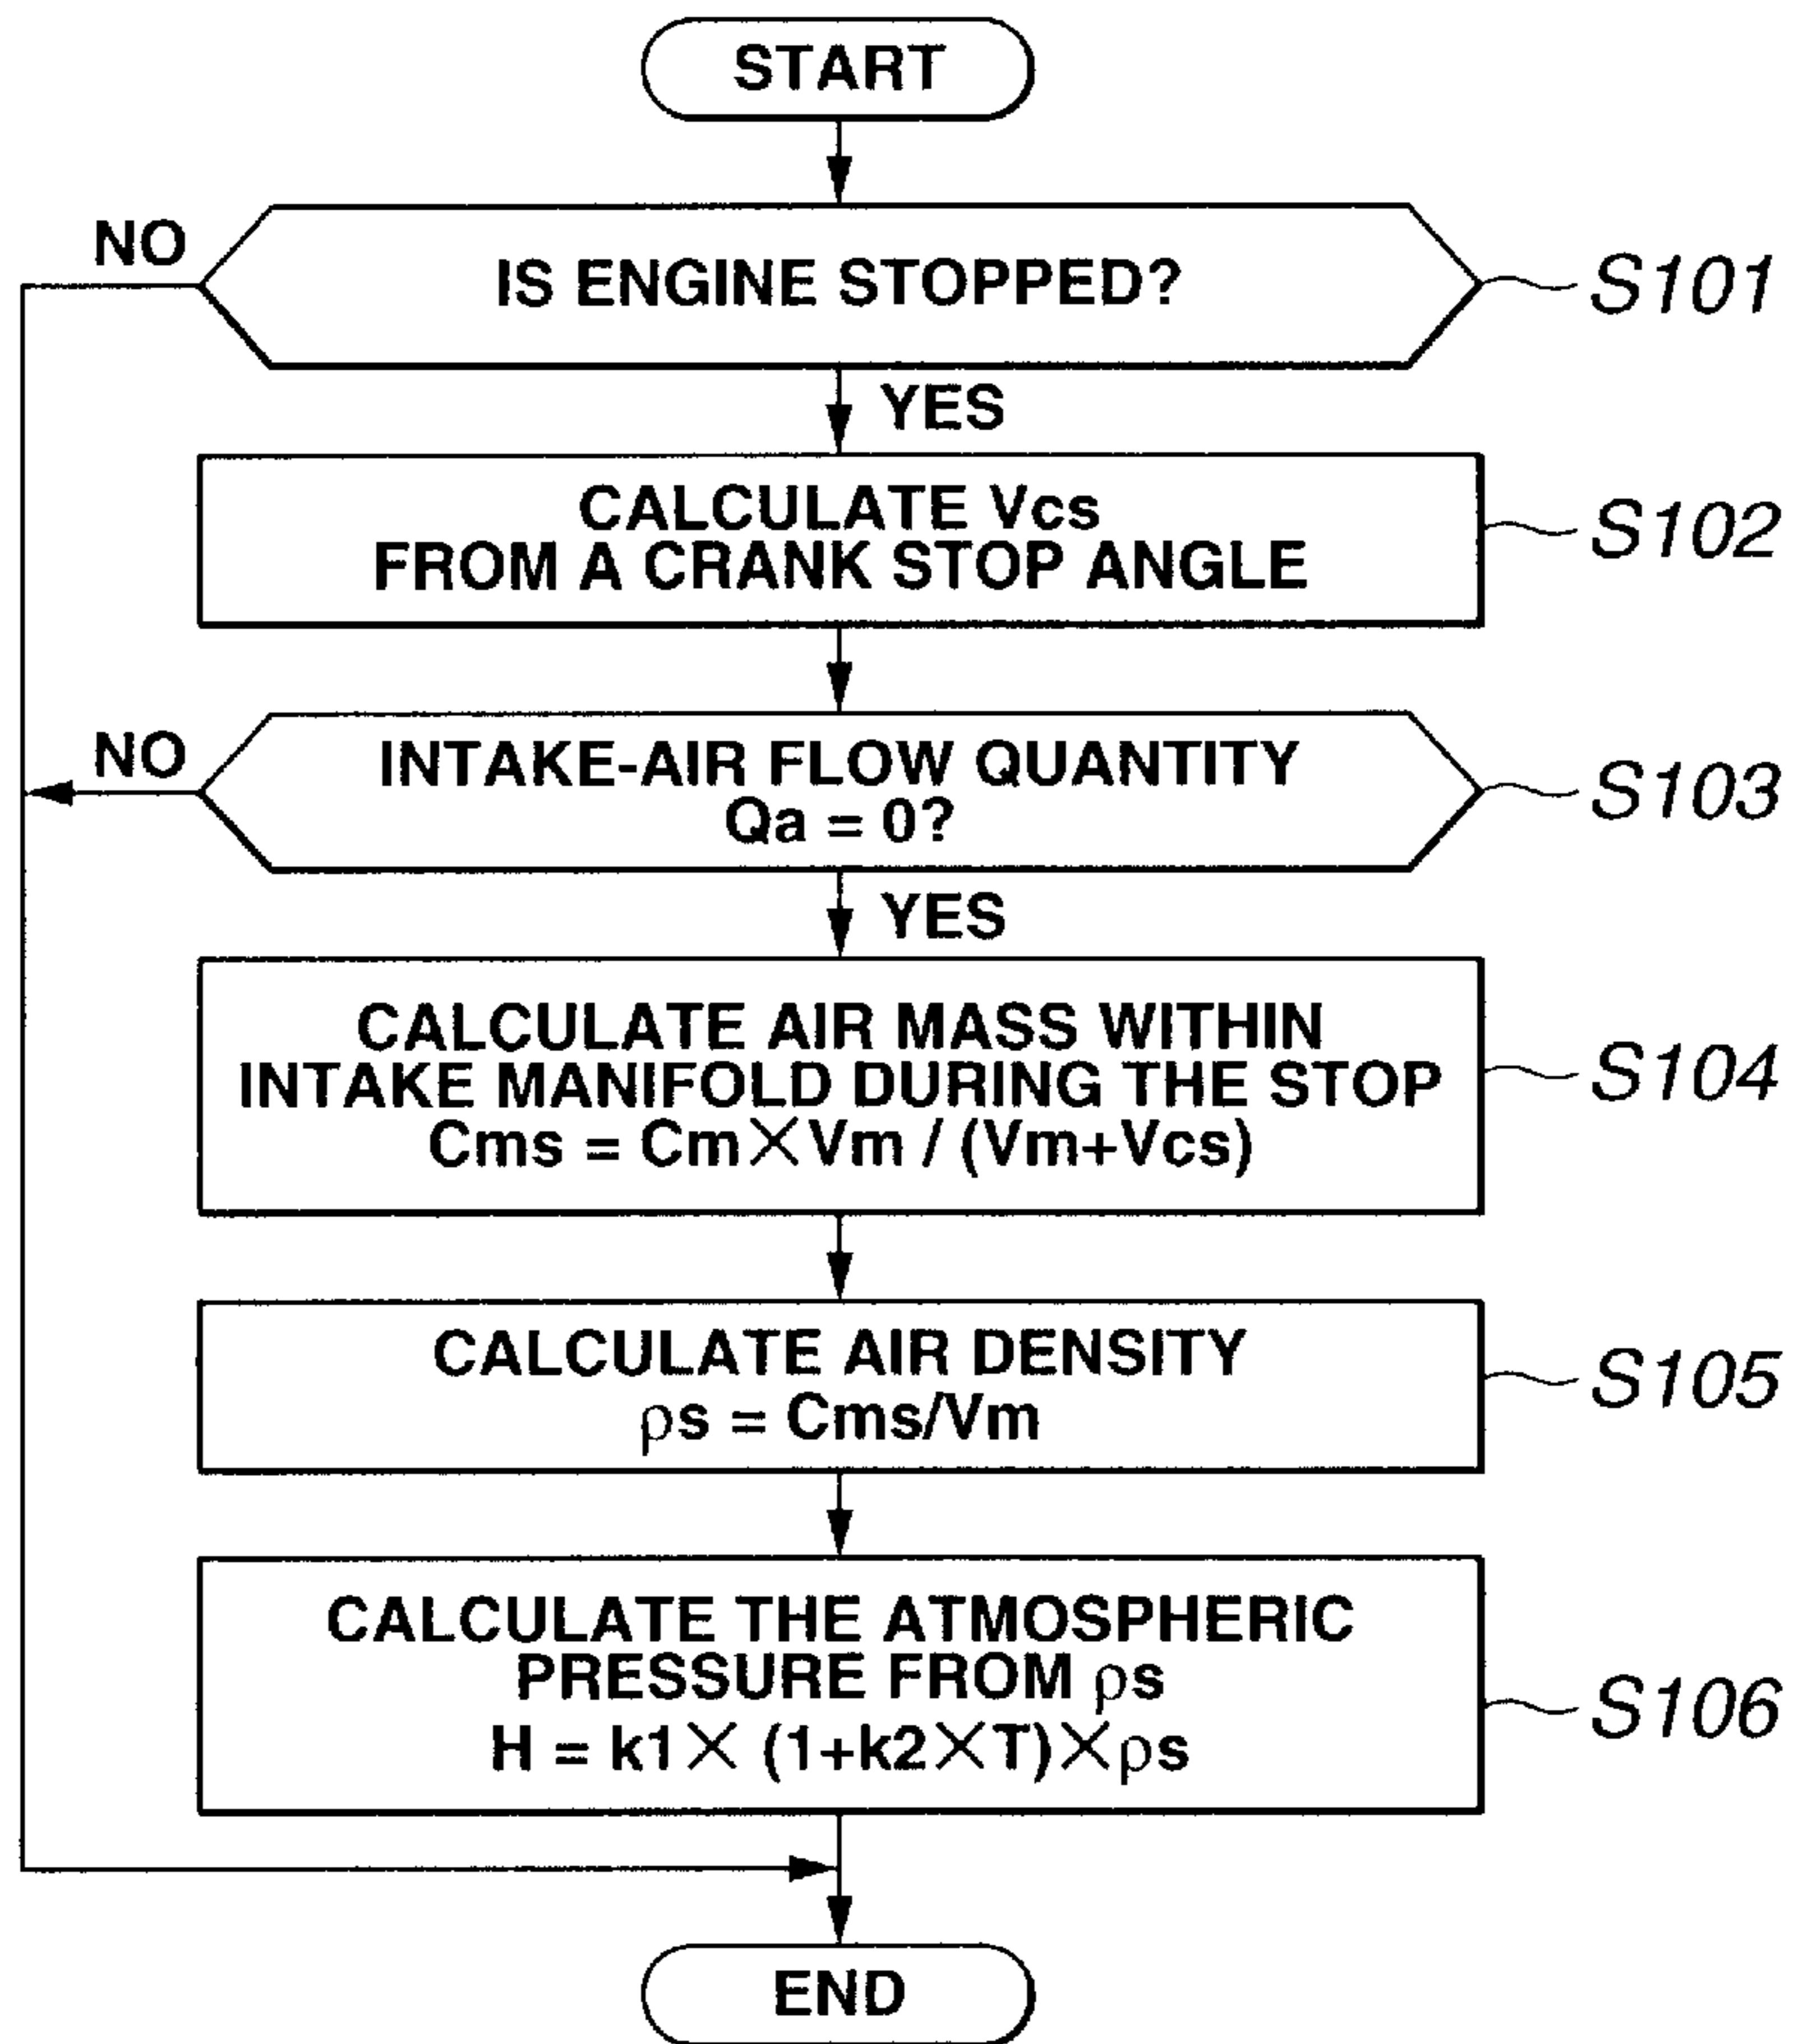 START
NO
IS ENGINE STOPPED?
S101
YES
CALCULATE Vcs
FROM A CRANK STOP ANGLE
S102
NO
INTAKE-AIR FLOW QUANTITY
Qa = 0?
S103
YES
CALCULATE AIR MASS WITHIN
INTAKE MANIFOLD DURING THE STOP
Cms = Cm×Vm / (Vm+Vcs)
S104
CALCULATE AIR DENSITY
ρs = Cms/Vm
S105
CALCULATE THE ATMOSPHERIC
PRESSURE FROM ρs
H = k1× (1+k2×T)×ρs
S106
END